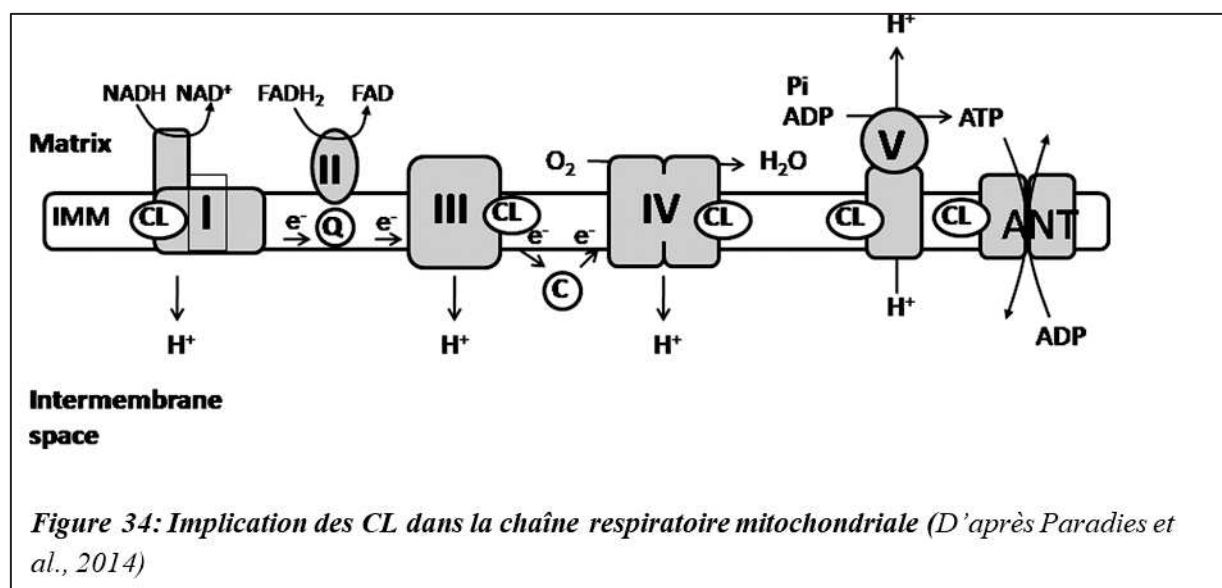 H⁺
NADH NAD⁺ FADH₂ FAD Pi
ADP ATP
Matrix
II V
O₂ H₂O
IMM CL I Q III CL IV CL CL CL ANT
e⁻ e⁻ e⁻ e⁻
C
H⁺ H⁺ H⁺ H⁺ ADP
Intermembrane
space
Figure 34: Implication des CL dans la chaîne respiratoire mitochondriale (D’après Paradies et
al., 2014)